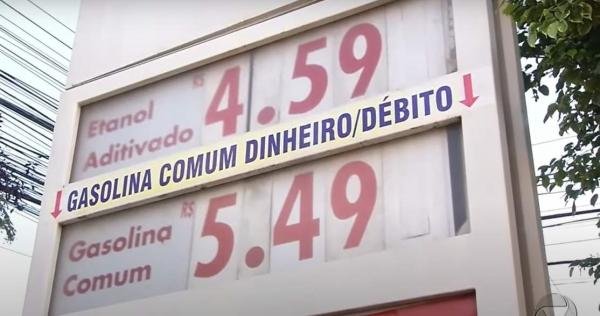 Etanol
Aditivado
R$ 4.59
GASOLINA COMUM DINHEIRO/DÉBITO
Gasolina
Comum
R$ 5.49